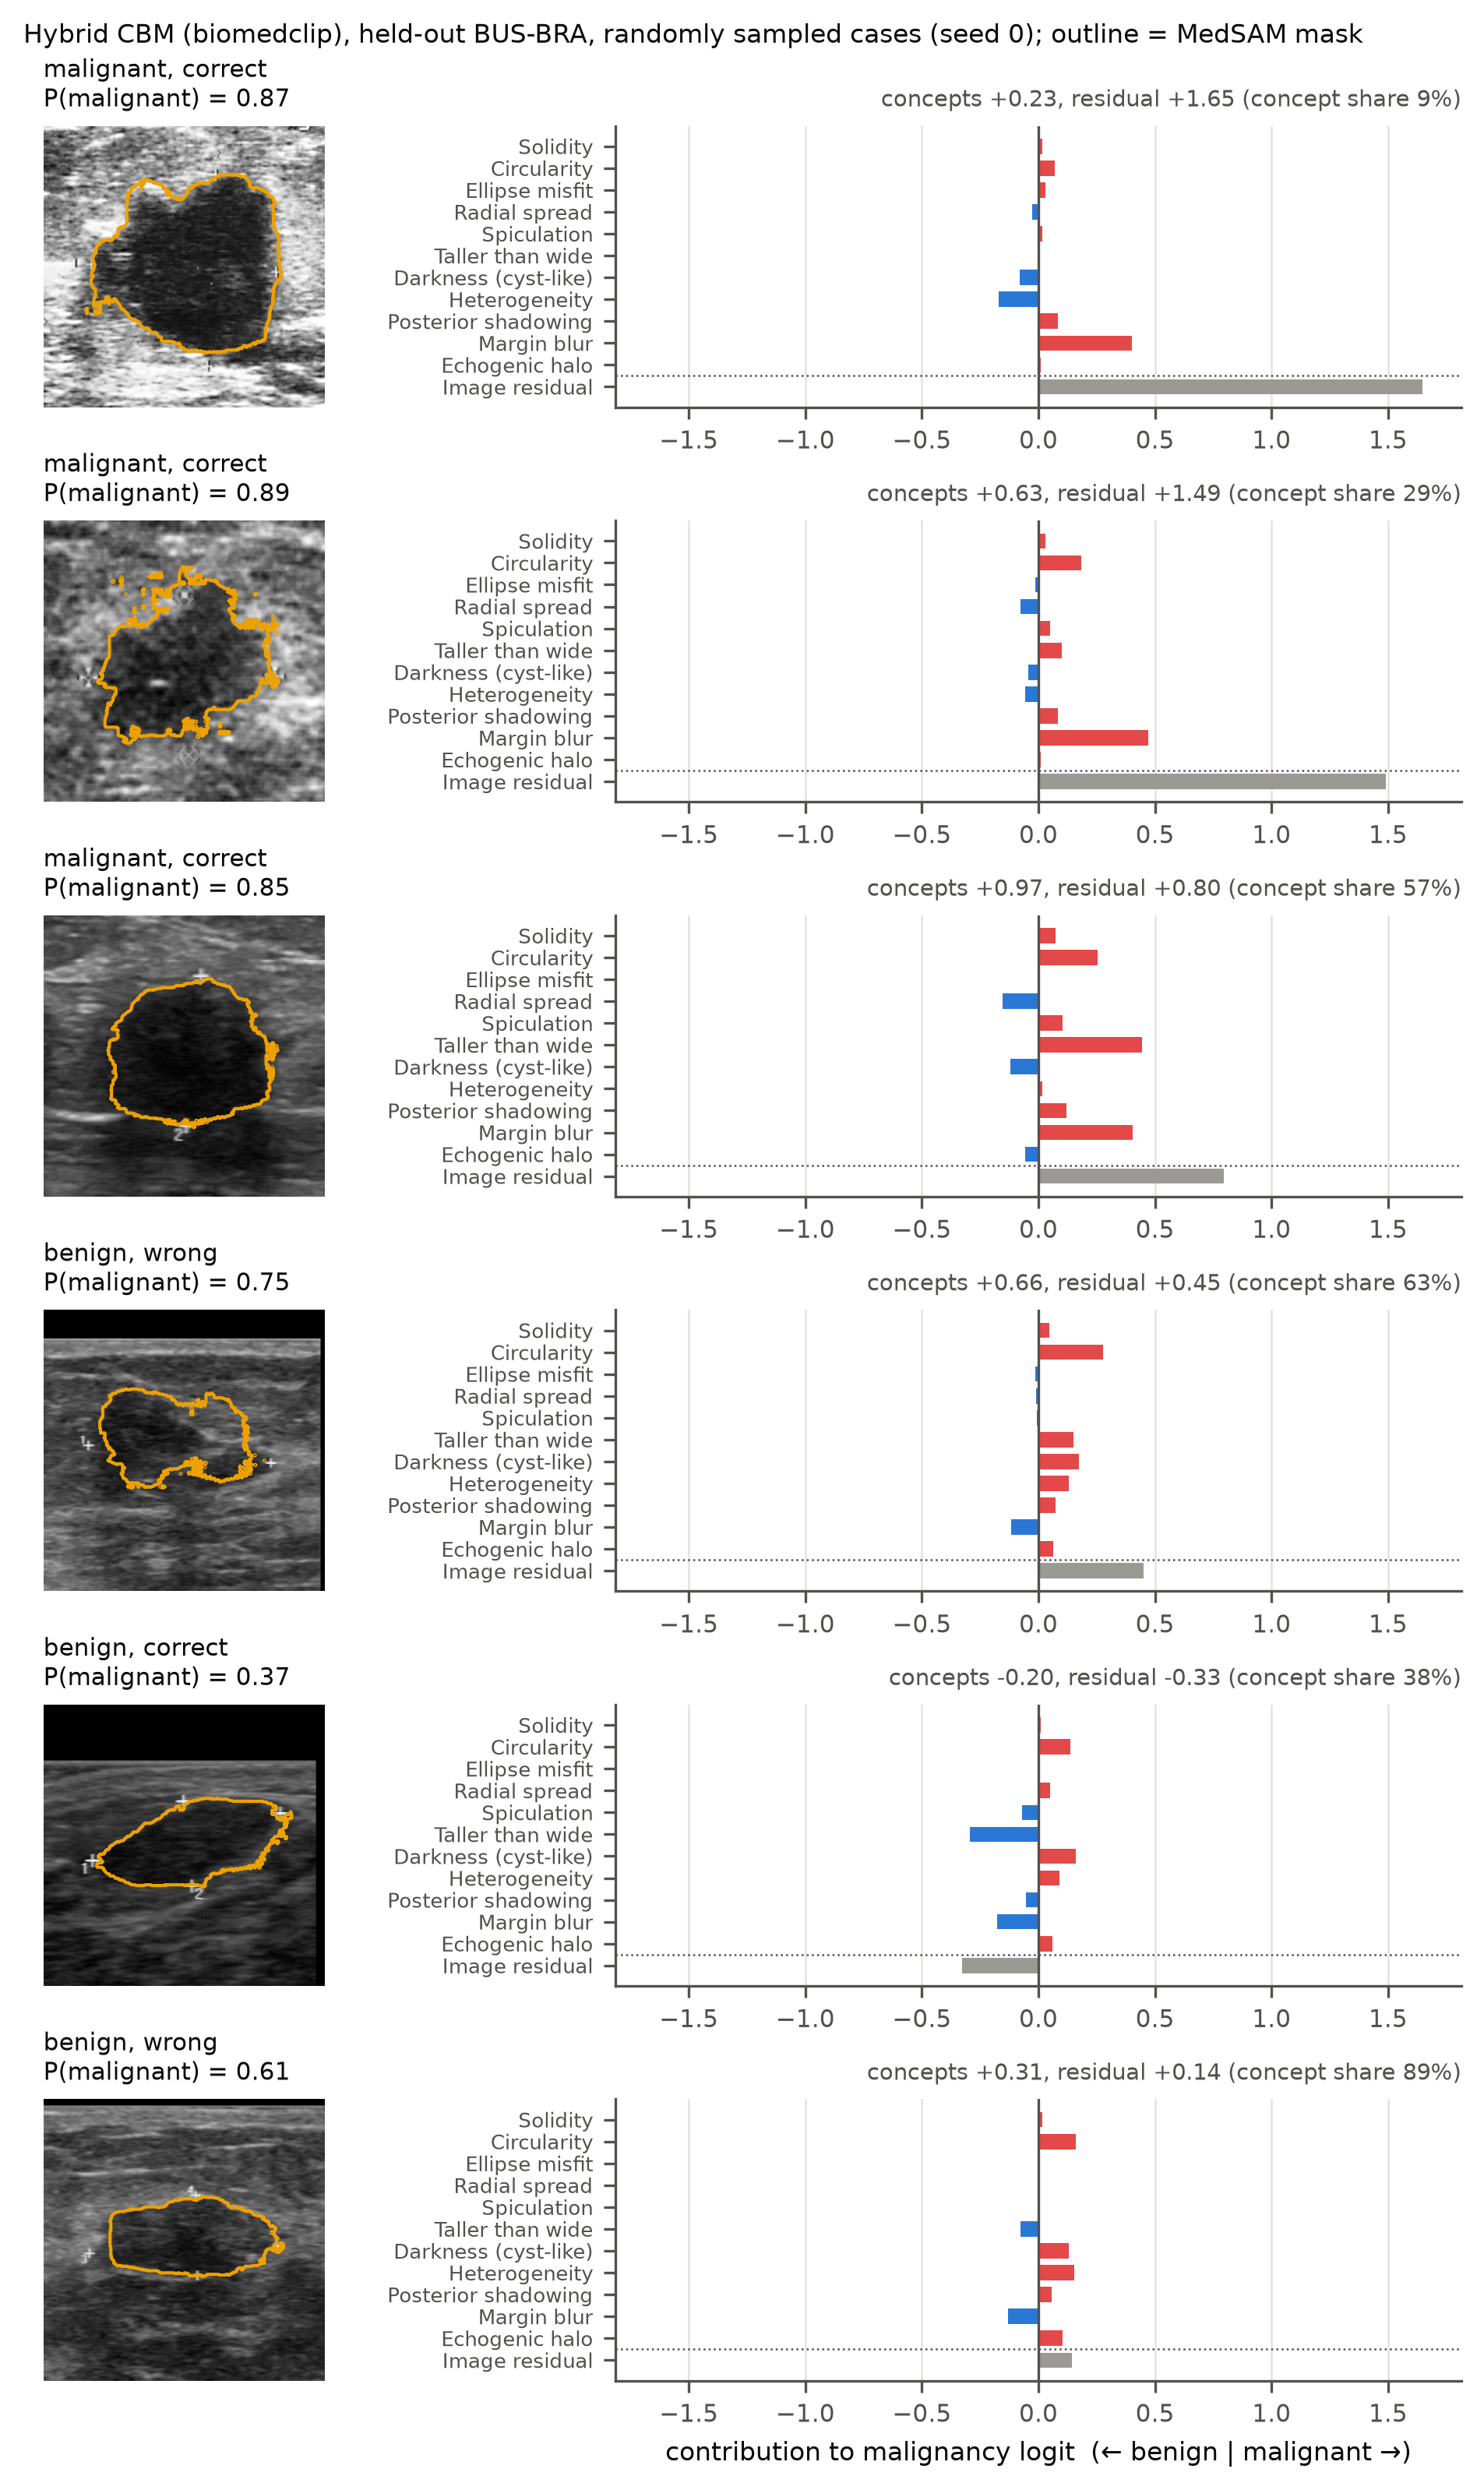 Hybrid CBM (biomedclip), held-out BUS-BRA, randomly sampled cases (seed 0); outline = MedSAM mask
malignant, correct
P(malignant) = 0.87
concepts +0.23, residual +1.65 (concept share 9%)
Solidity
Circularity
Ellipse misfit
Radial spread
Spiculation
Taller than wide
Darkness (cyst-like)
Heterogeneity
Posterior shadowing
Margin blur
Echogenic halo
Image residual
−1.5 −1.0 −0.5 0.0 0.5 1.0 1.5
malignant, correct
P(malignant) = 0.89
concepts +0.63, residual +1.49 (concept share 29%)
Solidity
Circularity
Ellipse misfit
Radial spread
Spiculation
Taller than wide
Darkness (cyst-like)
Heterogeneity
Posterior shadowing
Margin blur
Echogenic halo
Image residual
−1.5 −1.0 −0.5 0.0 0.5 1.0 1.5
malignant, correct
P(malignant) = 0.85
concepts +0.97, residual +0.80 (concept share 57%)
2
Solidity
Circularity
Ellipse misfit
Radial spread
Spiculation
Taller than wide
Darkness (cyst-like)
Heterogeneity
Posterior shadowing
Margin blur
Echogenic halo
Image residual
−1.5 −1.0 −0.5 0.0 0.5 1.0 1.5
benign, wrong
P(malignant) = 0.75
concepts +0.66, residual +0.45 (concept share 63%)
1
Solidity
Circularity
Ellipse misfit
Radial spread
Spiculation
Taller than wide
Darkness (cyst-like)
Heterogeneity
Posterior shadowing
Margin blur
Echogenic halo
Image residual
−1.5 −1.0 −0.5 0.0 0.5 1.0 1.5
benign, correct
P(malignant) = 0.37
concepts -0.20, residual -0.33 (concept share 38%)
1
2
Solidity
Circularity
Ellipse misfit
Radial spread
Spiculation
Taller than wide
Darkness (cyst-like)
Heterogeneity
Posterior shadowing
Margin blur
Echogenic halo
Image residual
−1.5 −1.0 −0.5 0.0 0.5 1.0 1.5
benign, wrong
P(malignant) = 0.61
concepts +0.31, residual +0.14 (concept share 89%)
4
3
Solidity
Circularity
Ellipse misfit
Radial spread
Spiculation
Taller than wide
Darkness (cyst-like)
Heterogeneity
Posterior shadowing
Margin blur
Echogenic halo
Image residual
−1.5 −1.0 −0.5 0.0 0.5 1.0 1.5
contribution to malignancy logit (← benign | malignant →)